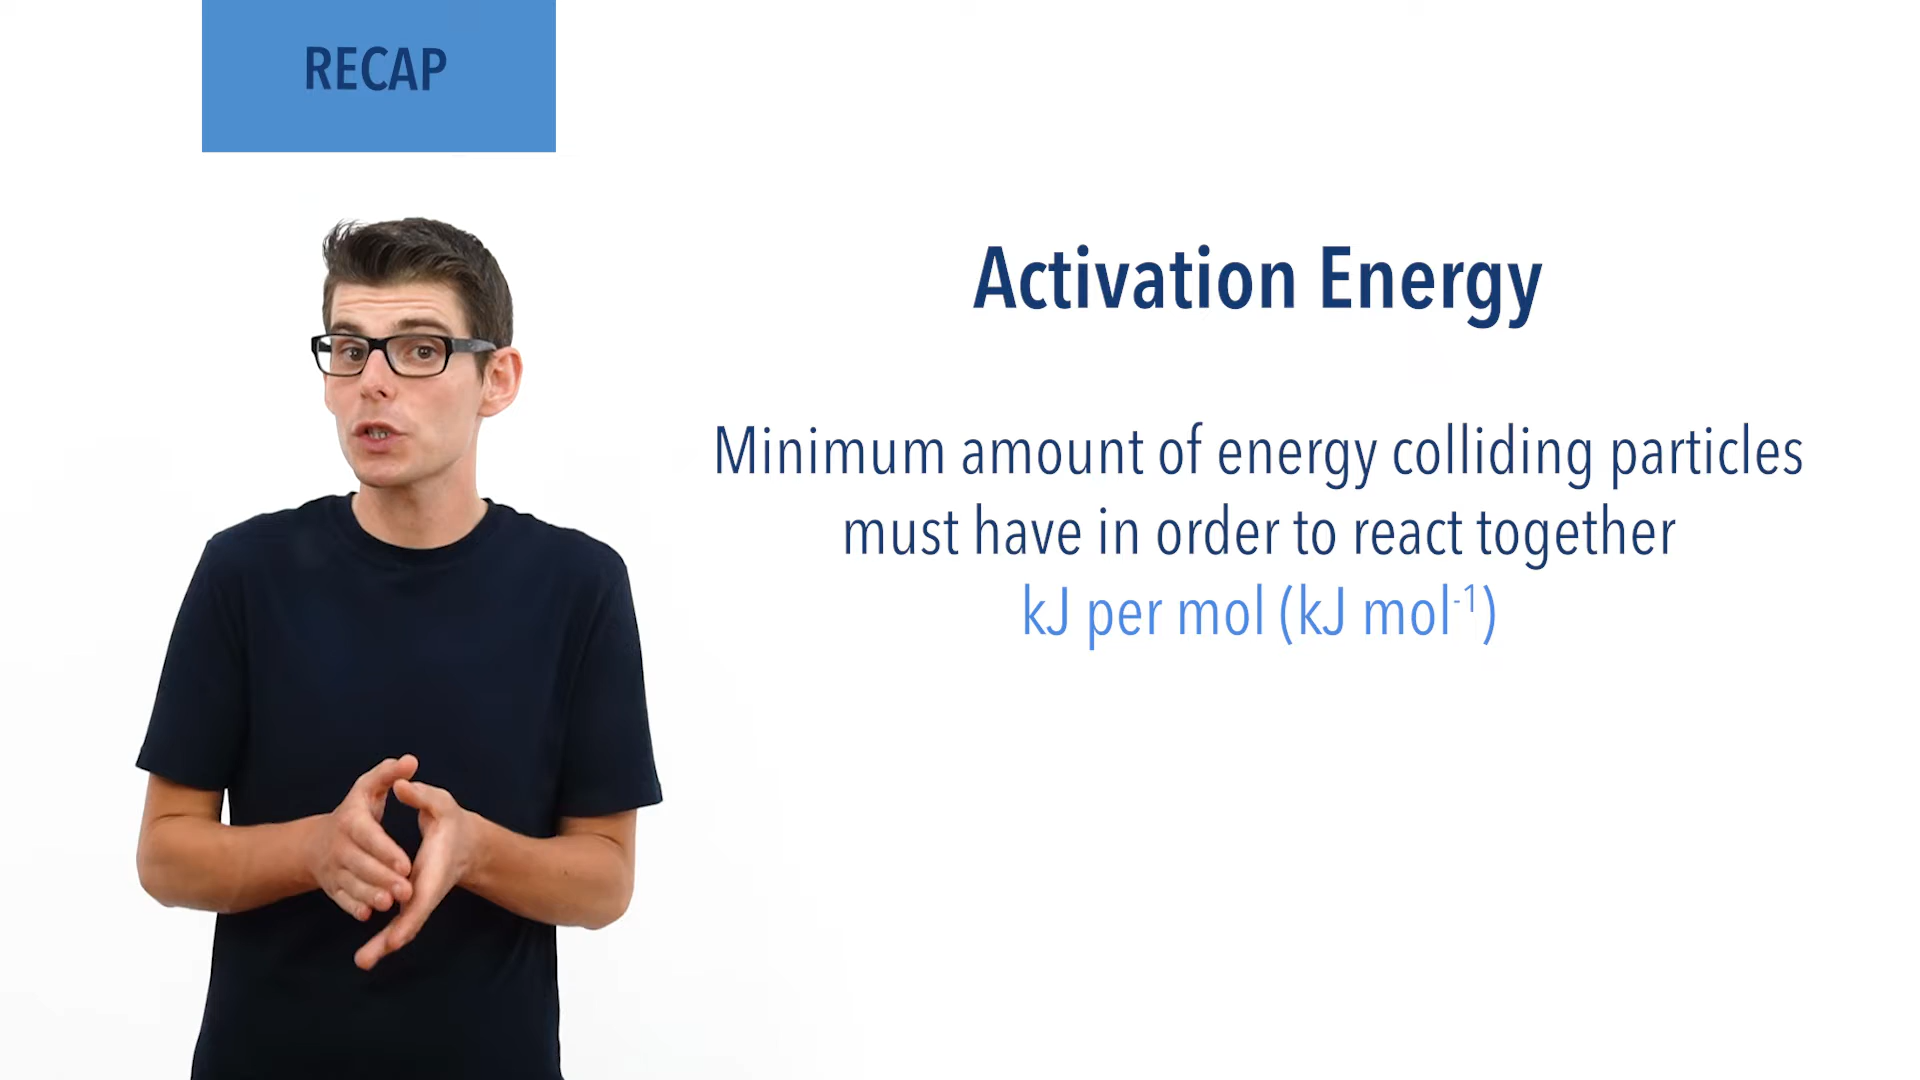 RECAP
Activation Energy
Minimum amount of energy colliding particles
must have in order to react together
kJ per mol (kJ mol⁻¹)